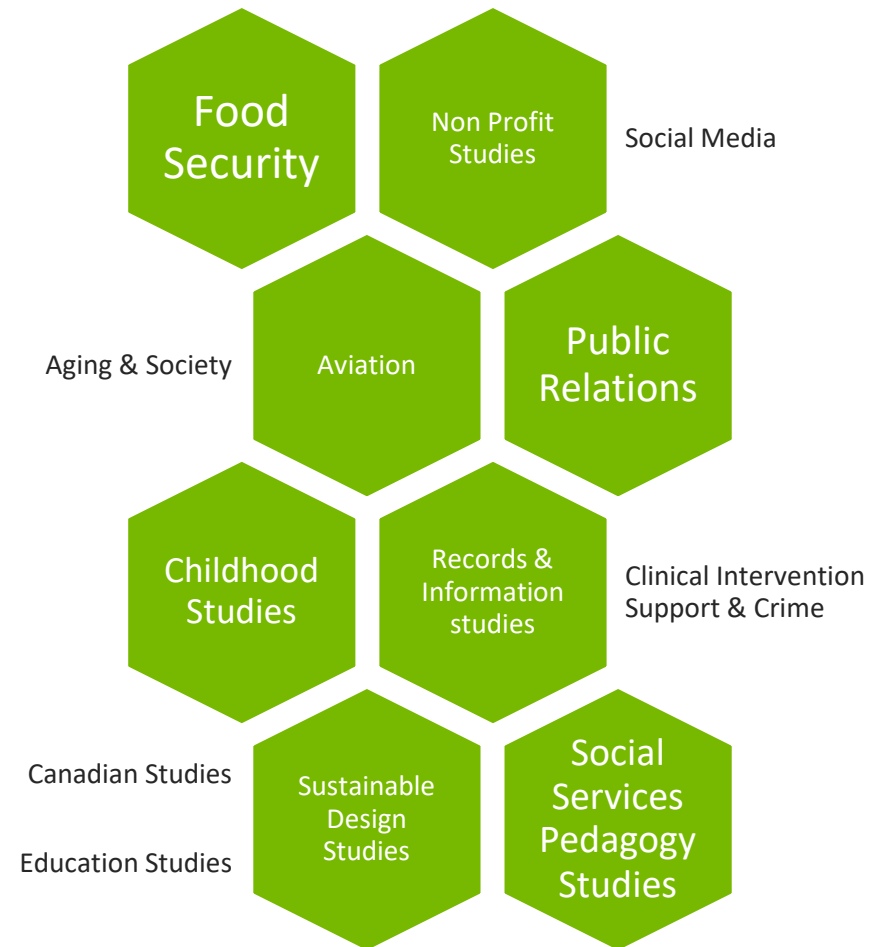 Food
Security
Non Profit
Studies
Social Media
Aging & Society
Aviation
Public
Relations
Childhood
Studies
Records &
Information
studies
Clinical Intervention
Support & Crime
Canadian Studies
Education Studies
Sustainable
Design
Studies
Social
Services
Pedagogy
Studies